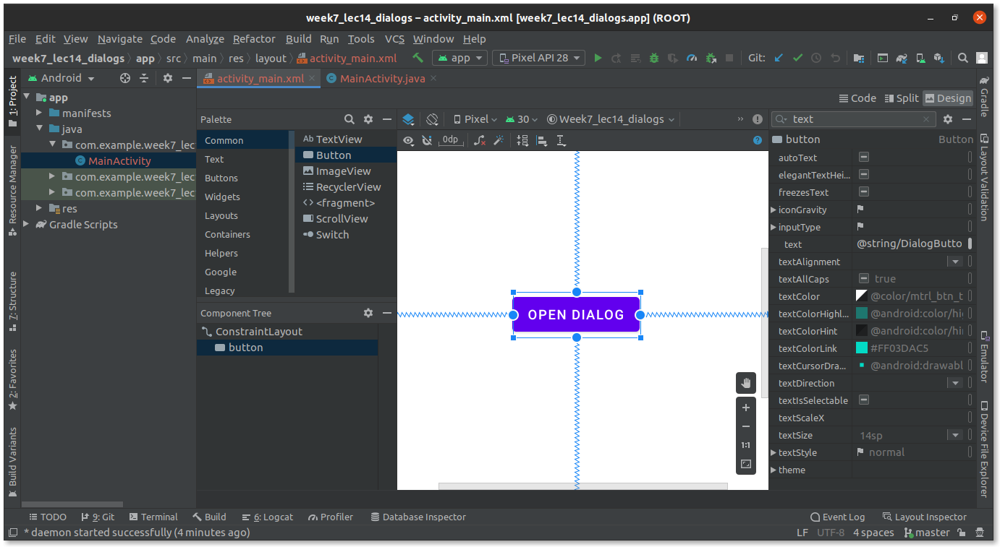 week7_lec14_dialogs – activity_main.xml [week7_lec14_dialogs.app] (ROOT)
File Edit View Navigate Code Analyze Refactor Build Run Tools VCS Window Help
week7_lec14_dialogs app src main res layout activity_main.xml app Pixel API 28 Git:
Android
activity_main.xml
MainActivity.java
1: Project
Resource Manager
7: Structure
2: Favorites
Build Variants
app
manifests
java
com.example.week7_lec
MainActivity
com.example.week7_lec
com.example.week7_lec
res
Gradle Scripts
Code Split Design
Palette
Common
Text
Buttons
Widgets
Layouts
Containers
Helpers
Google
Legacy
Ab TextView
Button
ImageView
RecyclerView
<fragment>
ScrollView
Switch
Component Tree
ConstraintLayout
button
Pixel 30 Week7_lec14_dialogs
0dp
OPEN DIALOG
1:1
text
button Button
autoText
elegantTextHei...
freezesText
iconGravity
inputType
text @string/DialogButto
textAlignment
textAllCaps true
textColor @color/mtrl_btn_t
textColorHighl... @android:color/hig
textColorHint @android:color/hin
textColorLink #FF03DAC5
textCursorDra... @android:drawabl
textDirection
textIsSelectable
textScaleX
textSize 14sp
textStyle normal
theme
Gradle
Layout Validation
Emulator
Device File Explorer
TODO 9: Git Terminal Build 6: Logcat Profiler Database Inspector Event Log Layout Inspector
* daemon started successfully (4 minutes ago) LF UTF-8 4 spaces master